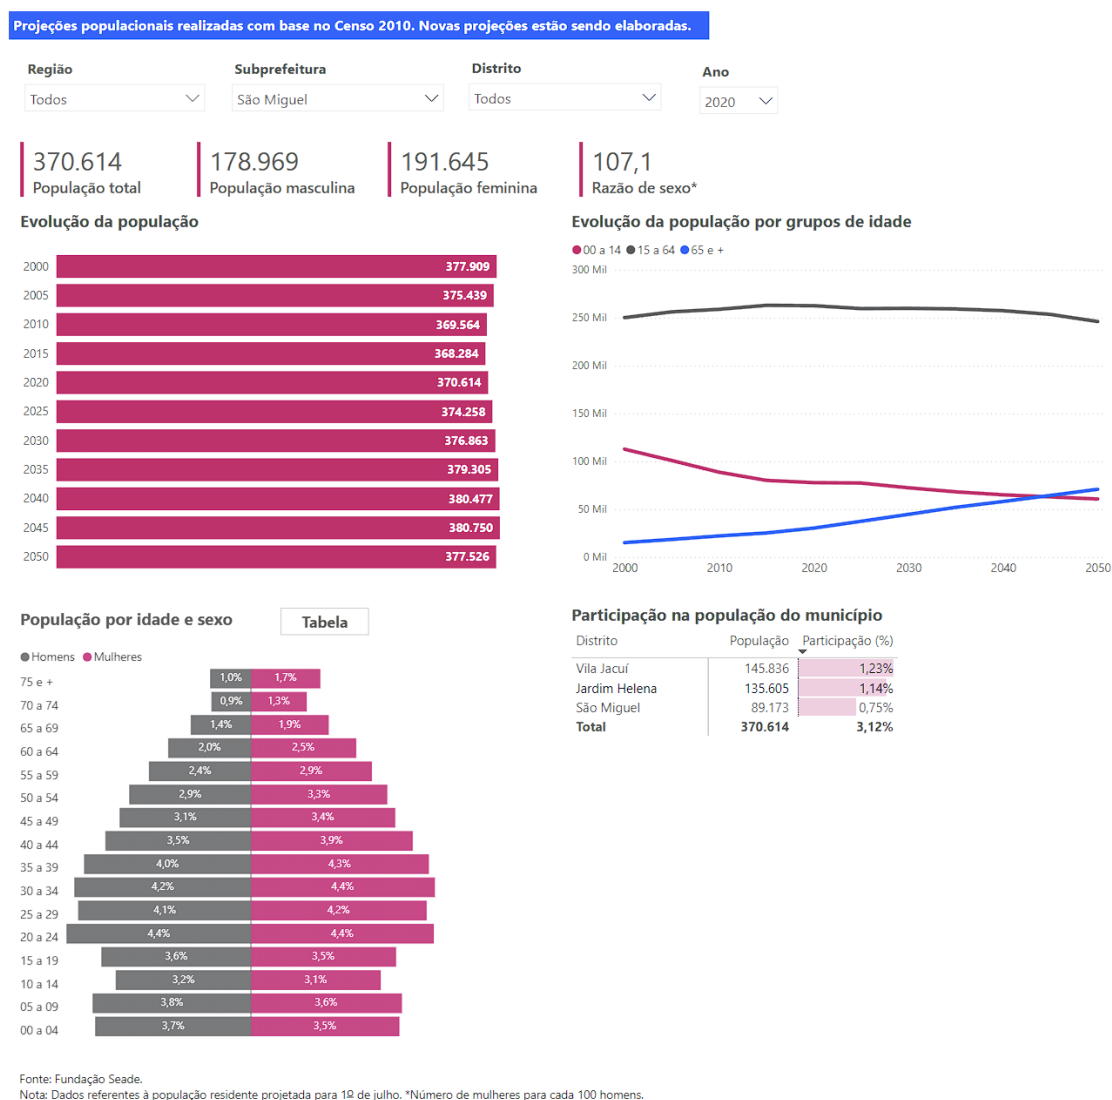 Projeções populacionais realizadas com base no Censo 2010. Novas projeções estão sendo elaboradas.
Região
Todos
Subprefeitura
São Miguel
Distrito
Todos
Ano
2020
370.614
População total
178.969
População masculina
191.645
População feminina
107,1
Razão de sexo*
Evolução da população
2000 377.909
2005 375.439
2010 369.564
2015 368.284
2020 370.614
2025 374.258
2030 376.863
2035 379.305
2040 380.477
2045 380.750
2050 377.526
Evolução da população por grupos de idade
00 a 14 15 a 64 65 e +
300 Mil
250 Mil
200 Mil
150 Mil
100 Mil
50 Mil
0 Mil
2000 2010 2020 2030 2040 2050
População por idade e sexo
Tabela
Homens Mulheres
75 e + 1,0% 1,7%
70 a 74 0,9% 1,3%
65 a 69 1,4% 1,9%
60 a 64 2,0% 2,5%
55 a 59 2,4% 2,9%
50 a 54 2,9% 3,3%
45 a 49 3,1% 3,4%
40 a 44 3,5% 3,9%
35 a 39 4,0% 4,3%
30 a 34 4,2% 4,4%
25 a 29 4,1% 4,2%
20 a 24 4,4% 4,4%
15 a 19 3,6% 3,5%
10 a 14 3,2% 3,1%
05 a 09 3,8% 3,6%
00 a 04 3,7% 3,5%
Participação na população do município
Distrito População Participação (%)
Vila Jacuí 145.836 1,23%
Jardim Helena 135.605 1,14%
São Miguel 89.173 0,75%
Total 370.614 3,12%
Fonte: Fundação Seade.
Nota: Dados referentes à população residente projetada para 1º de julho. *Número de mulheres para cada 100 homens.